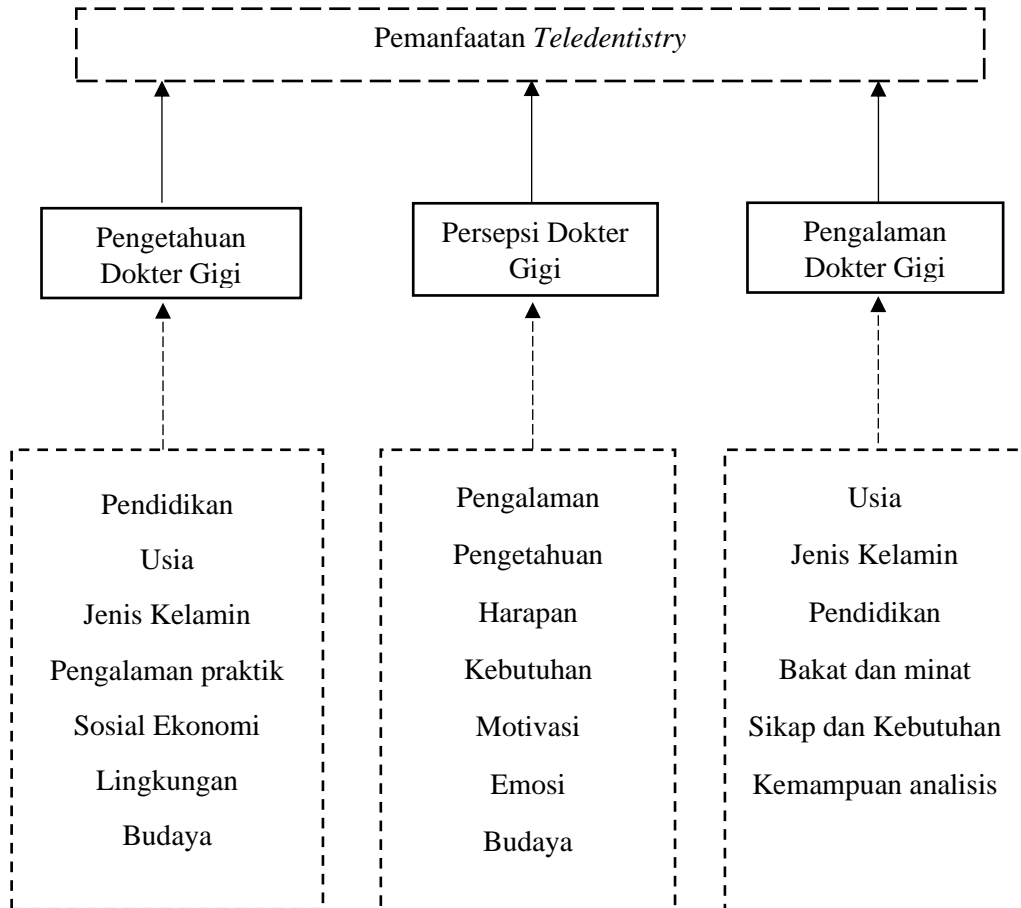 Pemanfaatan Teledentistry
Pengetahuan
Dokter Gigi
Persepsi Dokter
Gigi
Pengalaman
Dokter Gigi
Pendidikan
Usia
Jenis Kelamin
Pengalaman praktik
Sosial Ekonomi
Lingkungan
Budaya
Pengalaman
Pengetahuan
Harapan
Kebutuhan
Motivasi
Emosi
Budaya
Usia
Jenis Kelamin
Pendidikan
Bakat dan minat
Sikap dan Kebutuhan
Kemampuan analisis